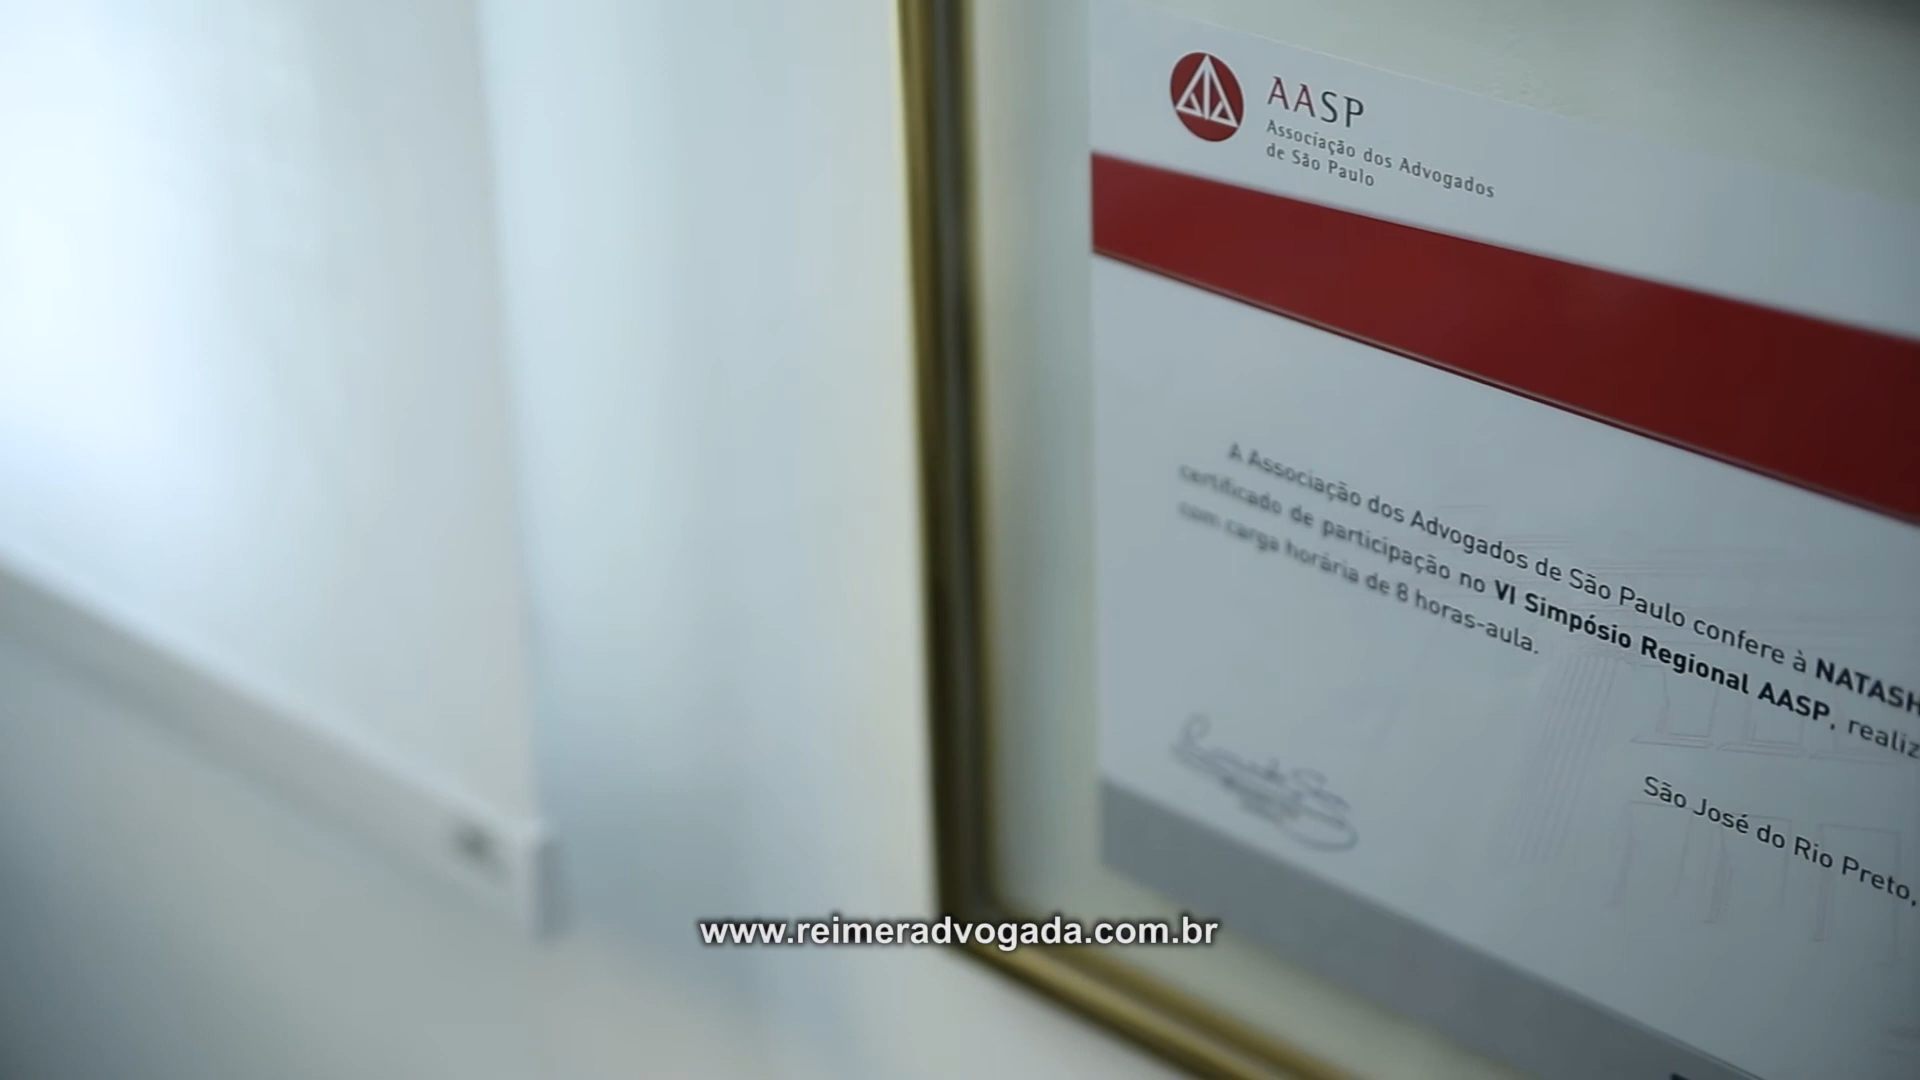 AASP
Associação dos Advogados
de São Paulo
A Associação dos Advogados de São Paulo confere à NATASH
certificado de participação no VI Simpósio Regional AASP, realiz
com carga horária de 8 horas-aula.
São José do Rio Preto,
www.reimeradvogada.com.br